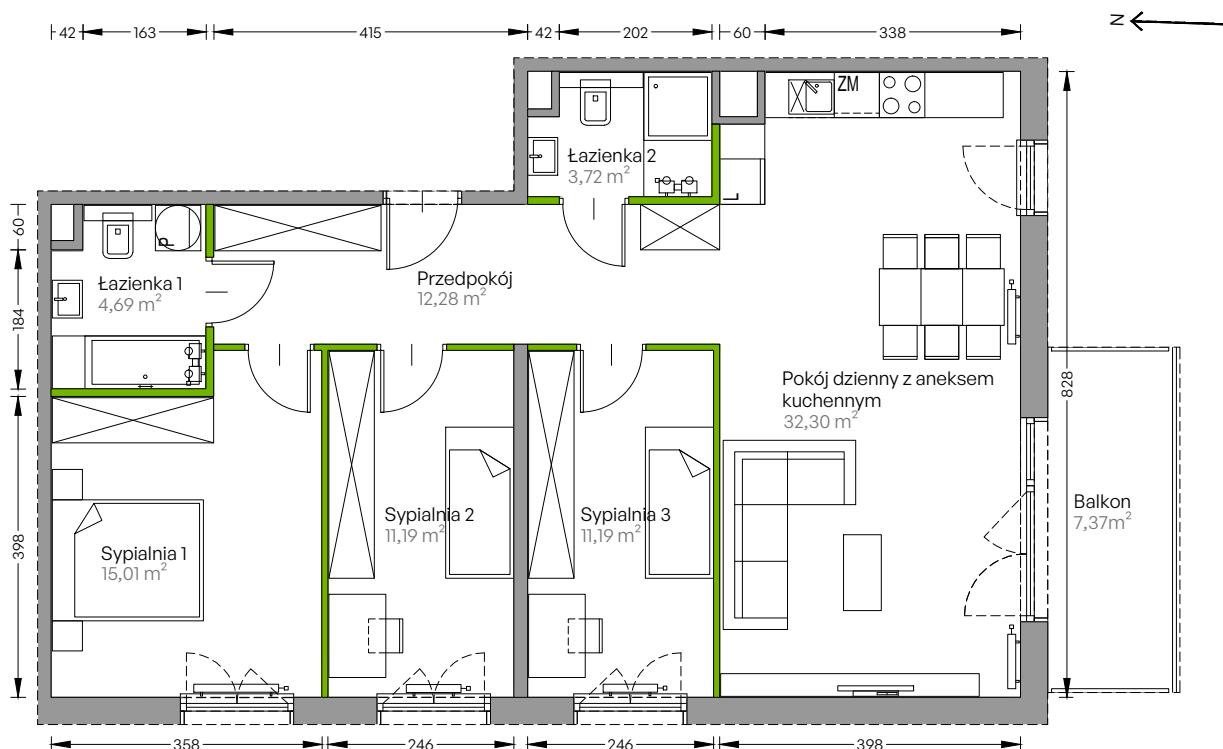 42
163
415
42
202
60
338
N
ZM
Łazienka 2
3,72 m²
L
60
P
Łazienka 1
4,69 m²
Przedpokój
12,28 m²
184
Pokój dzienny z aneksem
kuchennym
32,30 m²
828
Balkon
7,37m²
Sypialnia 2
11,19 m²
Sypialnia 3
11,19 m²
Sypialnia 1
15,01 m²
398
358
246
246
398